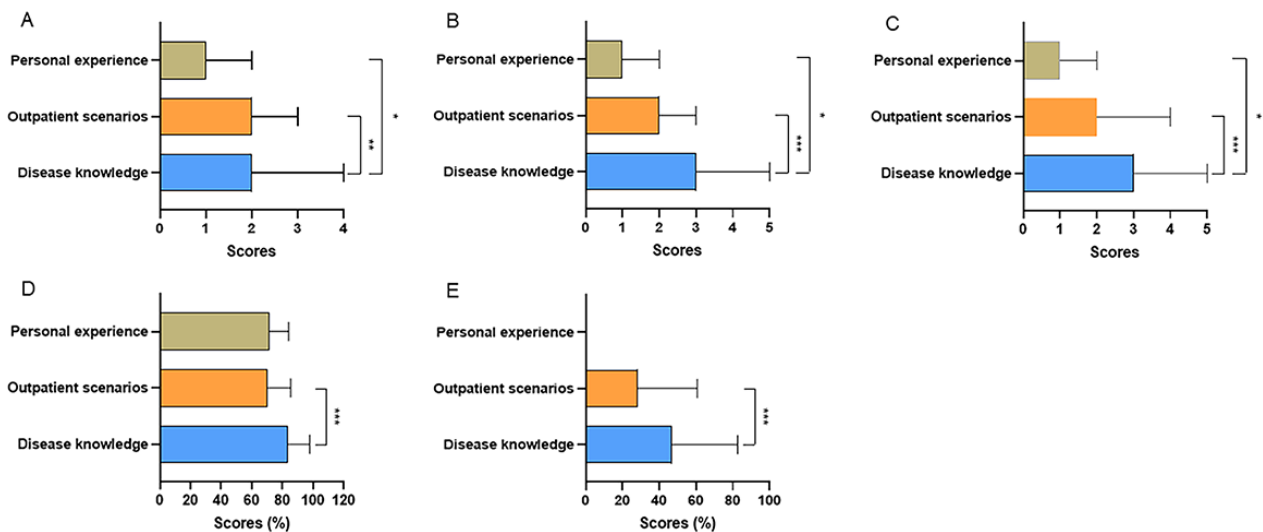 A
Personal experience
Outpatient scenarios
Disease knowledge
0 1 2 3 4
Scores
*
**
B
Personal experience
Outpatient scenarios
Disease knowledge
0 1 2 3 4 5
Scores
*
***
C
Personal experience
Outpatient scenarios
Disease knowledge
0 1 2 3 4 5
Scores
*
***
D
Personal experience
Outpatient scenarios
Disease knowledge
0 20 40 60 80 100 120
Scores (%)
***
E
Personal experience
Outpatient scenarios
Disease knowledge
0 20 40 60 80 100
Scores (%)
***